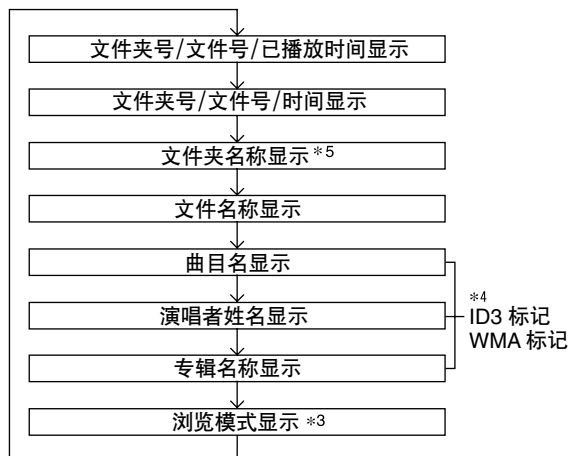 文件夹号/文件号/已播放时间显示
文件夹号/文件号/时间显示
文件夹名称显示*5
文件名称显示
曲目名显示
演唱者姓名显示
专辑名称显示
浏览模式显示 *3
*4
ID3 标记
WMA 标记